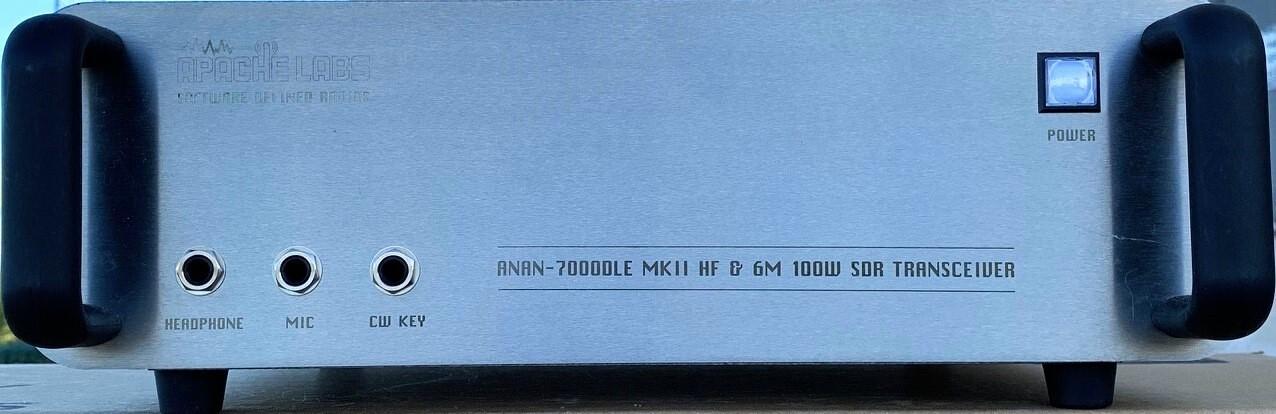 APACHE LABS
SOFTWARE DEFINED RADIOS
POWER
ANAN-7000DLE MKII HF & 6M 100W SDR TRANSCEIVER
HEADPHONE
MIC
CW KEY